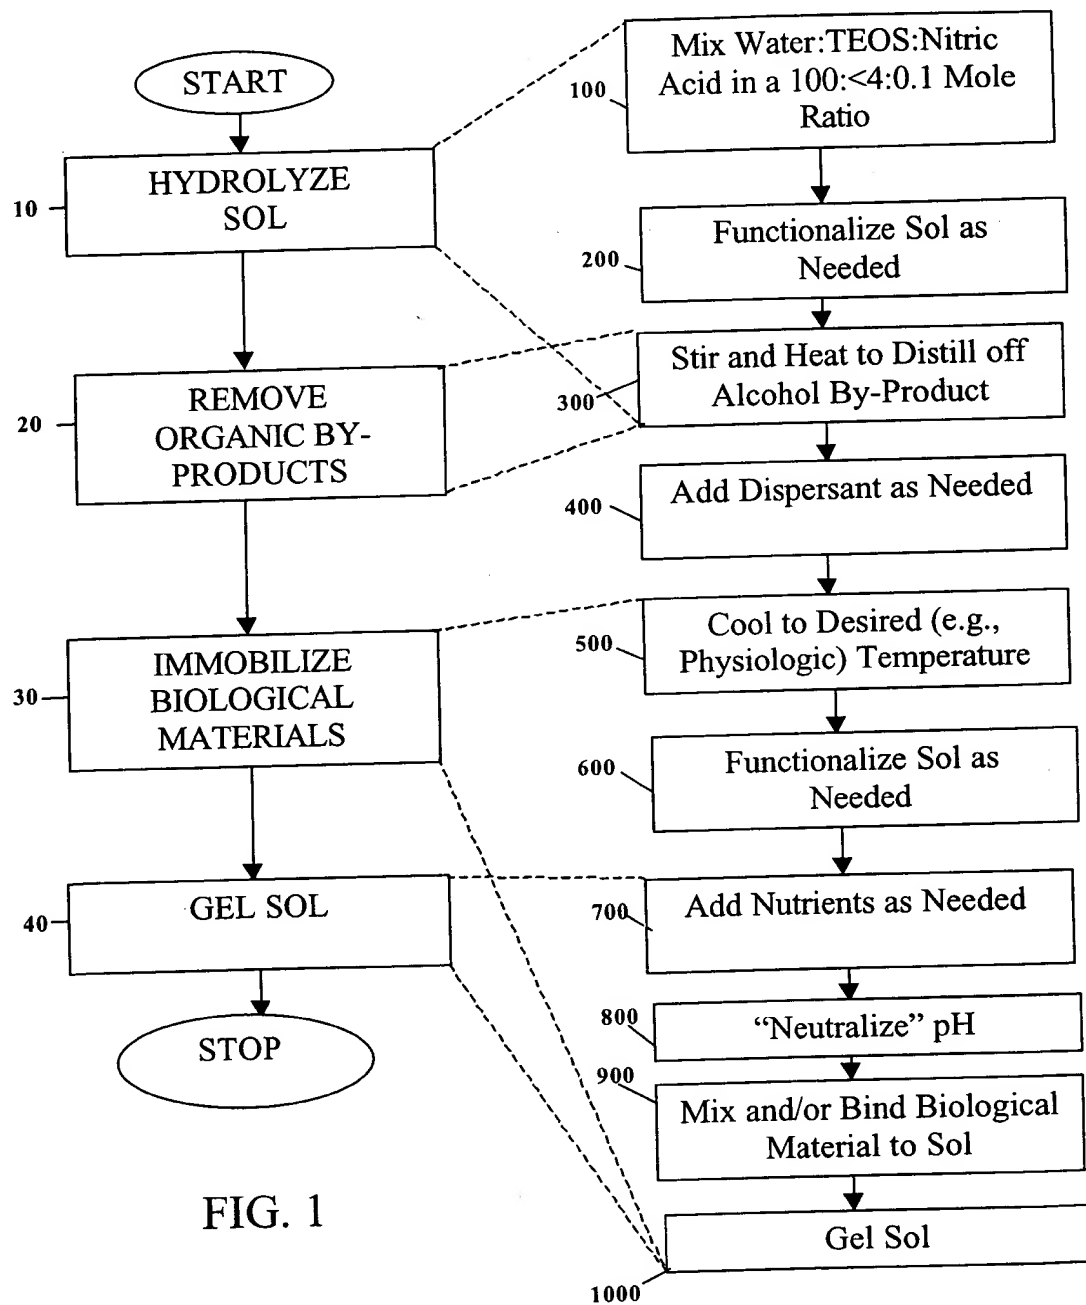 START
10
HYDROLYZE
SOL
20
REMOVE
ORGANIC BY-
PRODUCTS
30
IMMOBILIZE
BIOLOGICAL
MATERIALS
40
GEL SOL
STOP
FIG. 1
100
Mix Water:TEOS:Nitric
Acid in a 100:<4:0.1 Mole
Ratio
200
Functionalize Sol as
Needed
300
Stir and Heat to Distill off
Alcohol By-Product
400
Add Dispersant as Needed
500
Cool to Desired (e.g.,
Physiologic) Temperature
600
Functionalize Sol as
Needed
700
Add Nutrients as Needed
800
“Neutralize” pH
900
Mix and/or Bind Biological
Material to Sol
1000
Gel Sol